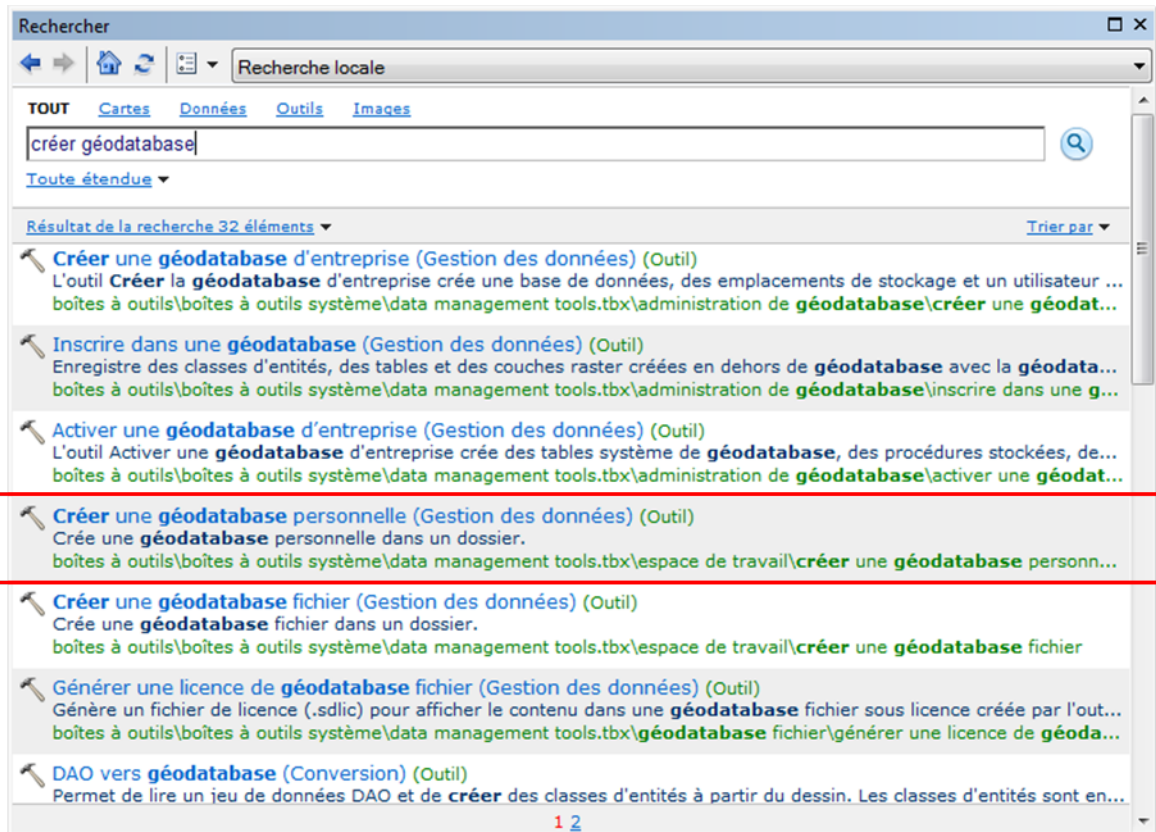 Rechercher
Recherche locale
TOUT Cartes Données Outils Images
créer géodatabase
Toute étendue
Résultat de la recherche 32 éléments Trier par
Créer une géodatabase d'entreprise (Gestion des données) (Outil)
L'outil Créer la géodatabase d'entreprise crée une base de données, des emplacements de stockage et un utilisateur ...
boîtes à outils\boîtes à outils système\data management tools.tbx\administration de géodatabase\créer une géodat...
Inscrire dans une géodatabase (Gestion des données) (Outil)
Enregistre des classes d'entités, des tables et des couches raster créées en dehors de géodatabase avec la géodata...
boîtes à outils\boîtes à outils système\data management tools.tbx\administration de géodatabase\inscrire dans une g...
Activer une géodatabase d'entreprise (Gestion des données) (Outil)
L'outil Activer une géodatabase d'entreprise crée des tables système de géodatabase, des procédures stockées, de...
boîtes à outils\boîtes à outils système\data management tools.tbx\administration de géodatabase\activer une géodat...
Créer une géodatabase personnelle (Gestion des données) (Outil)
Crée une géodatabase personnelle dans un dossier.
boîtes à outils\boîtes à outils système\data management tools.tbx\espace de travail\créer une géodatabase personn...
Créer une géodatabase fichier (Gestion des données) (Outil)
Crée une géodatabase fichier dans un dossier.
boîtes à outils\boîtes à outils système\data management tools.tbx\espace de travail\créer une géodatabase fichier
Générer une licence de géodatabase fichier (Gestion des données) (Outil)
Génère un fichier de licence (.sdlic) pour afficher le contenu dans une géodatabase fichier sous licence créée par l'out...
boîtes à outils\boîtes à outils système\data management tools.tbx\géodatabase fichier\générer une licence de géoda...
DAO vers géodatabase (Conversion) (Outil)
Permet de lire un jeu de données DAO et de créer des classes d'entités à partir du dessin. Les classes d'entités sont en...
1 2